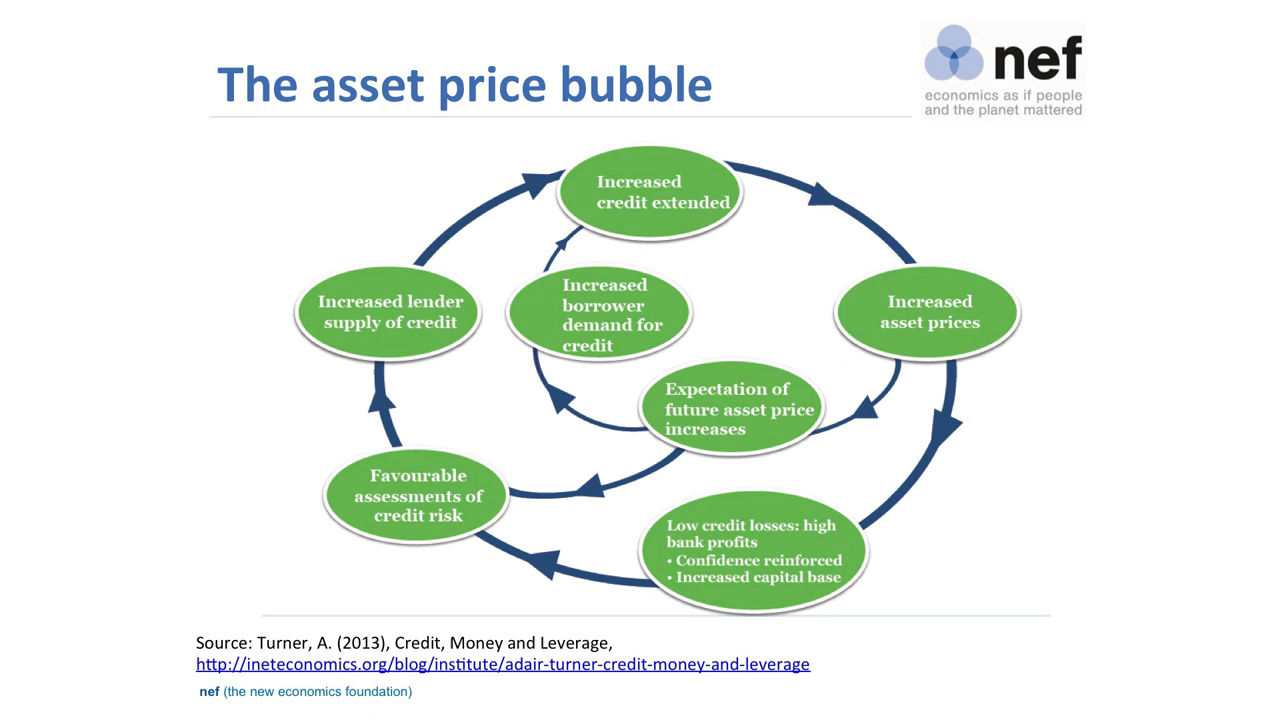 The asset price bubble
nef
economics as if people
and the planet mattered
Increased
credit extended
Increased lender
supply of credit
Increased
borrower
demand for
credit
Increased
asset prices
Expectation of
future asset price
increases
Favourable
assessments of
credit risk
Low credit losses: high
bank profits
• Confidence reinforced
• Increased capital base
Source: Turner, A. (2013), Credit, Money and Leverage,
http://ineteconomics.org/blog/institute/adair-turner-credit-money-and-leverage
nef (the new economics foundation)